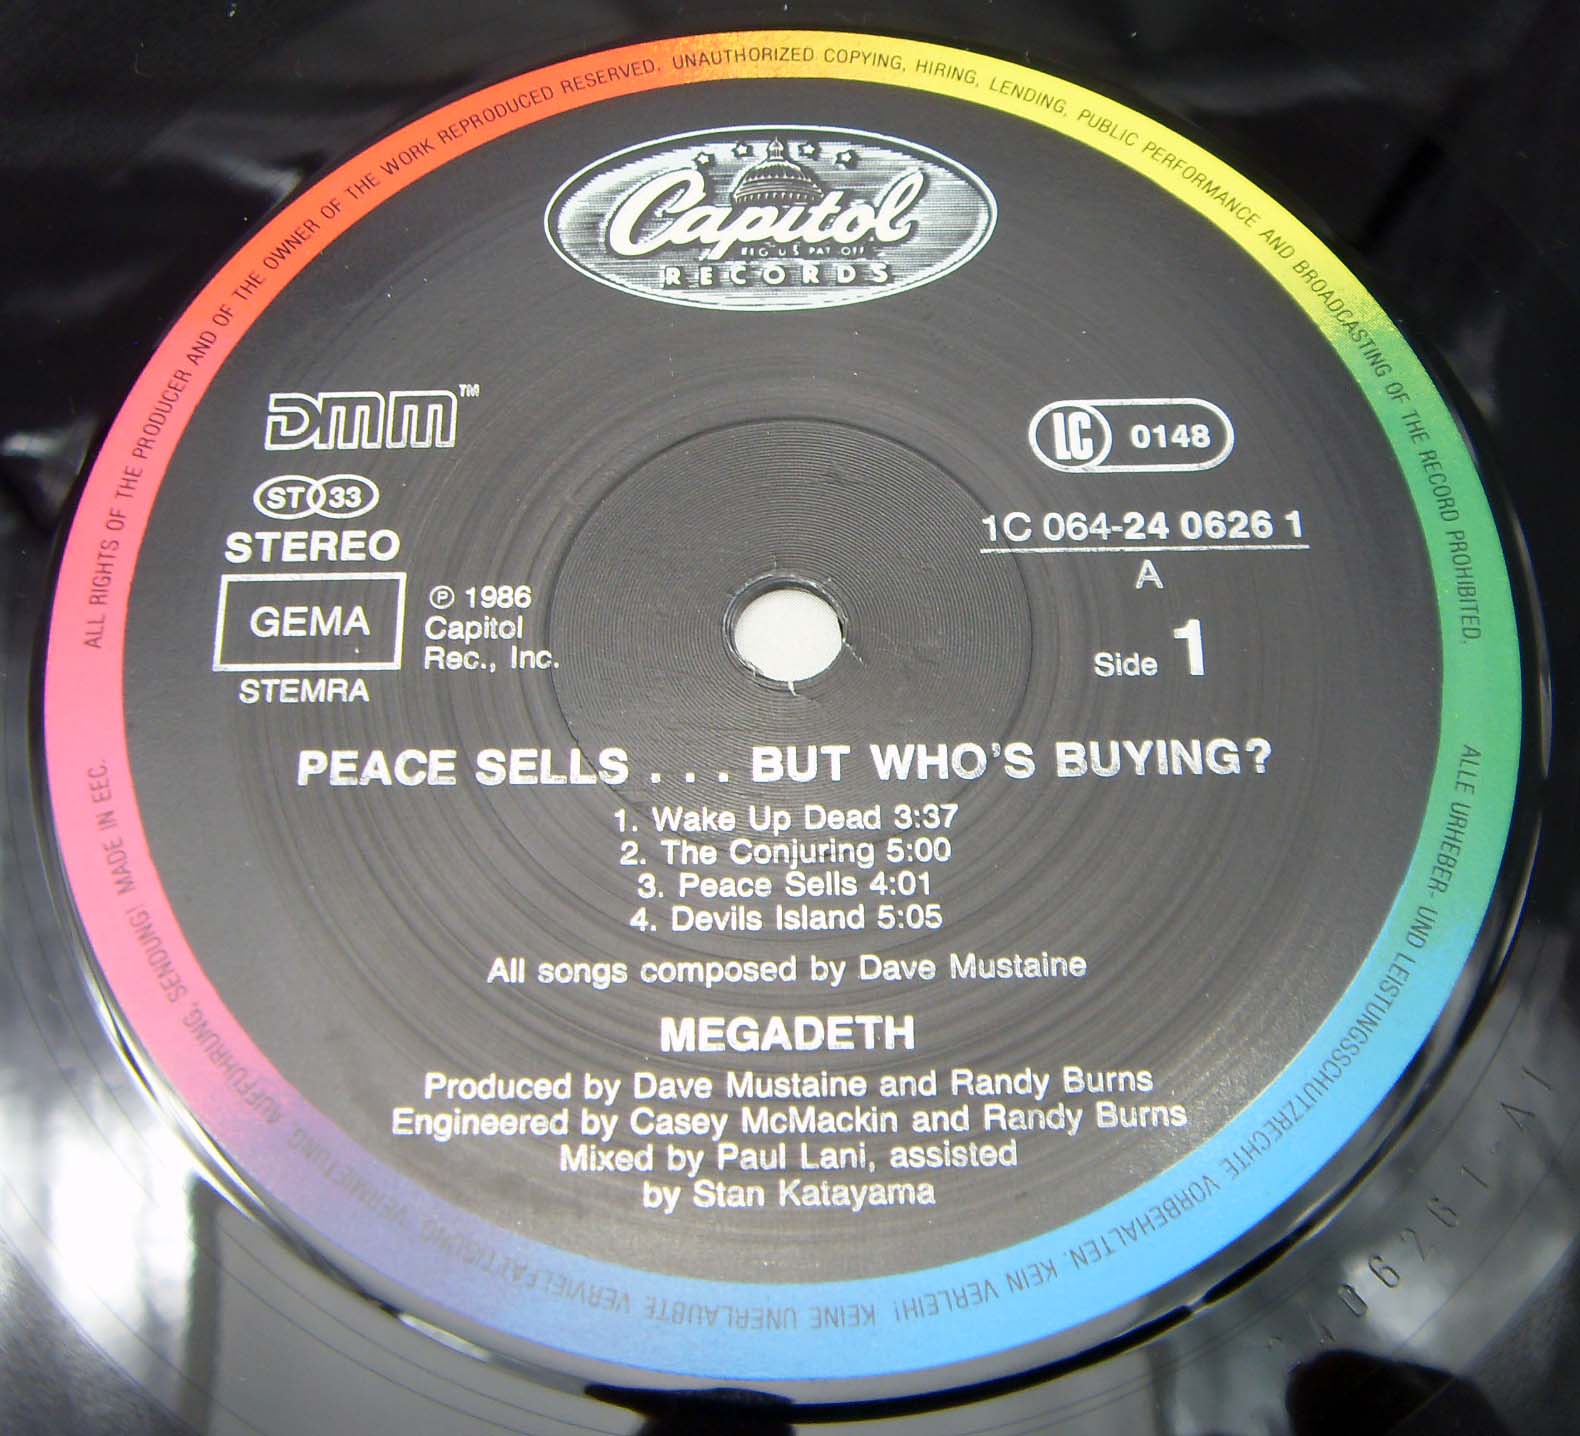 ALL RIGHTS OF THE PRODUCER AND OF THE OWNER OF THE WORK REPRODUCED RESERVED. UNAUTHORIZED COPYING, HIRING, LENDING, PUBLIC PERFORMANCE AND BROADCASTING OF THE RECORD PROHIBITED.
Capitol
RECORDS
DMM™
LC 0148
ST 33
STEREO
1C 064-24 0626 1
A
GEMA
STEMRA
℗ 1986
Capitol
Rec., Inc.
Side 1
PEACE SELLS . . . BUT WHO'S BUYING?
1. Wake Up Dead 3:37
2. The Conjuring 5:00
3. Peace Sells 4:01
4. Devils Island 5:05
All songs composed by Dave Mustaine
MEGADETH
Produced by Dave Mustaine and Randy Burns
Engineered by Casey McMackin and Randy Burns
Mixed by Paul Lani, assisted
by Stan Katayama
ALLE URHEBER- UND LEISTUNGSSCHUTZRECHTE VORBEHALTEN. KEIN VERLEIH! KEINE UNERLAUBTE VERVIELFÄLTIGUNG, VERMIETUNG, AUFFÜHRUNG, SENDUNG! MADE IN EEC.